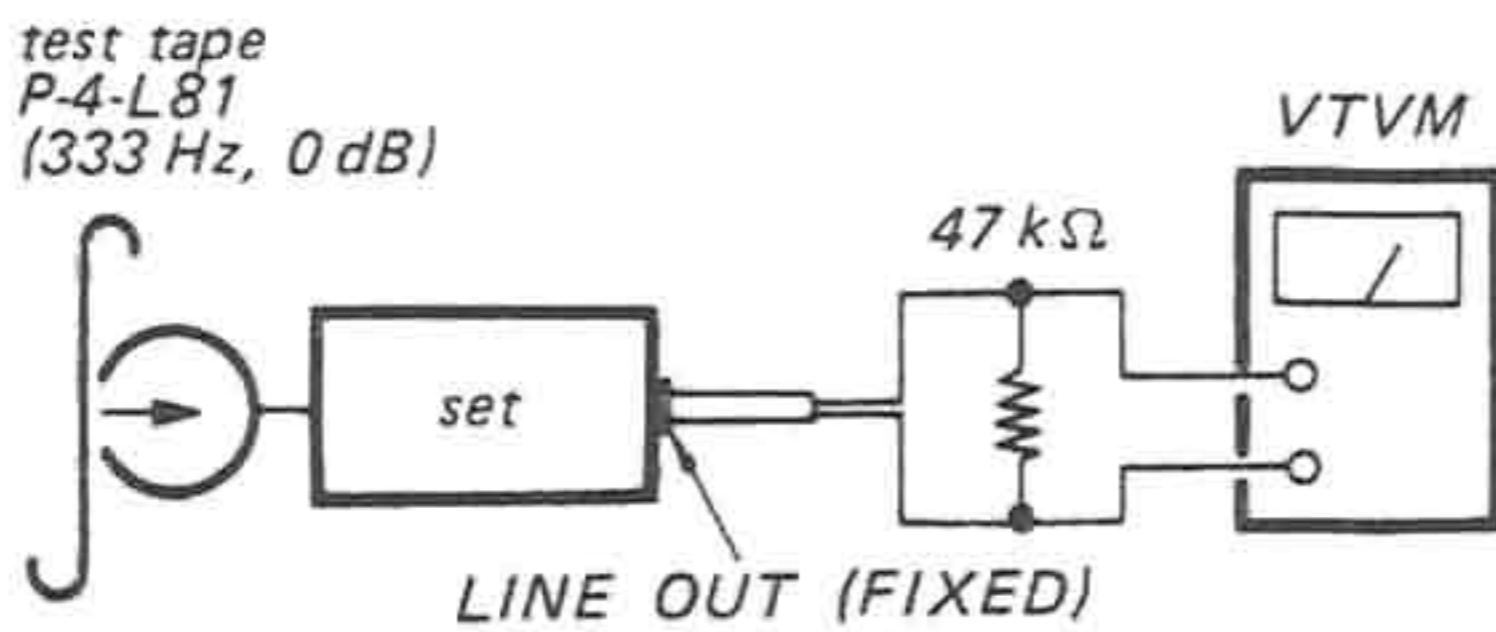 test tape
P-4-L81
(333 Hz, 0 dB)
VTVM
47 kΩ
set
LINE OUT (FIXED)